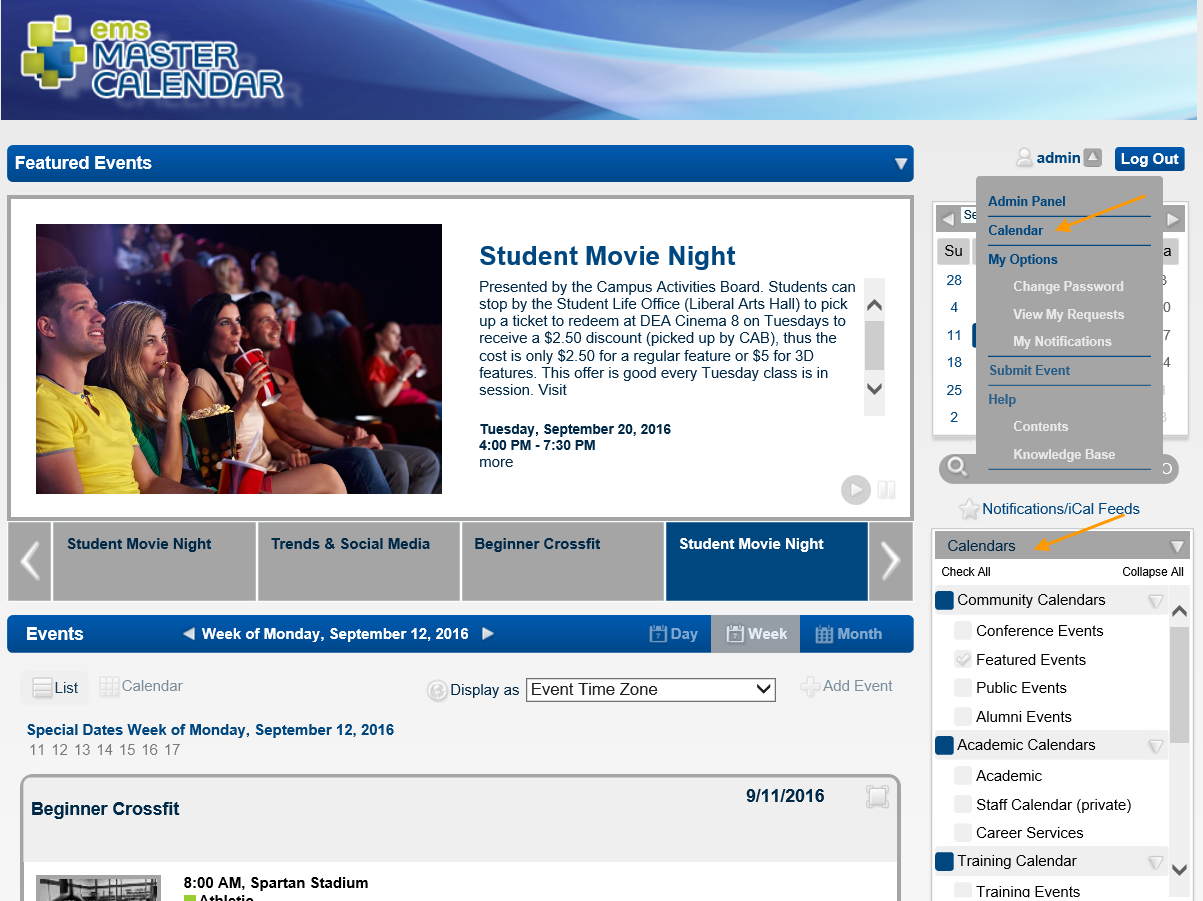 ems
MASTER
CALENDAR
Featured Events
admin
Log Out
Student Movie Night
Presented by the Campus Activities Board. Students can
stop by the Student Life Office (Liberal Arts Hall) to pick
up a ticket to redeem at DEA Cinema 8 on Tuesdays to
receive a $2.50 discount (picked up by CAB), thus the
cost is only $2.50 for a regular feature or $5 for 3D
features. This offer is good every Tuesday class is in
session. Visit
Tuesday, September 20, 2016
4:00 PM - 7:30 PM
more
Admin Panel
Calendar
My Options
Change Password
View My Requests
My Notifications
Submit Event
Help
Contents
Knowledge Base
Su
28
4
11
18
25
2
Notifications/iCal Feeds
Student Movie Night
Trends & Social Media
Beginner Crossfit
Student Movie Night
Events
Week of Monday, September 12, 2016
Day
Week
Month
List
Calendar
Display as
Event Time Zone
Add Event
Special Dates Week of Monday, September 12, 2016
11 12 13 14 15 16 17
Beginner Crossfit
9/11/2016
8:00 AM, Spartan Stadium
Athletic
Calendars
Check All
Collapse All
Community Calendars
Conference Events
Featured Events
Public Events
Alumni Events
Academic Calendars
Academic
Staff Calendar (private)
Career Services
Training Calendar
Training Events